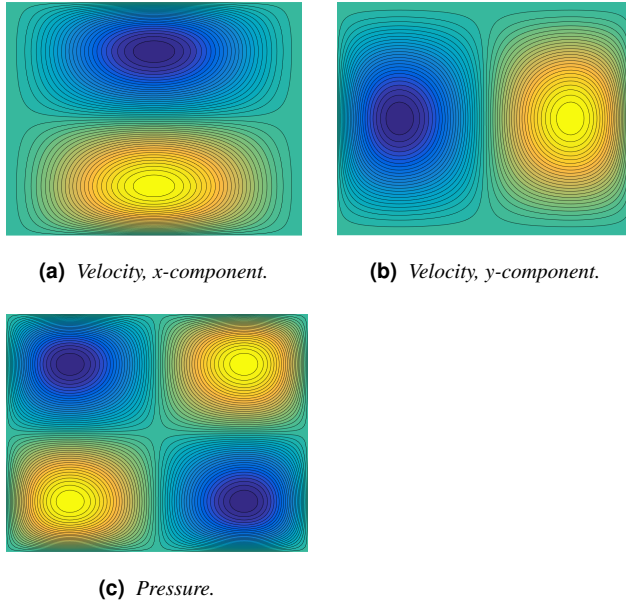 (a) Velocity, x-component.
(b) Velocity, y-component.
(c) Pressure.